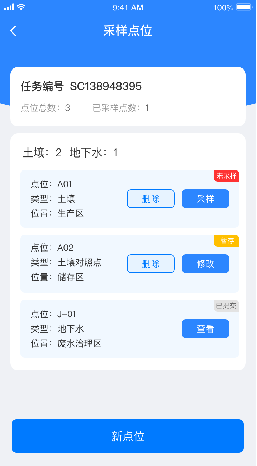 9:41 AM
100%
采样点位
任务编号 SC138948395
点位总数：3 已采样点数：1
土壤：2 地下水：1
未采样
点位：A01
类型：土壤
位置：生产区
删除 采样
暂存
点位：A02
类型：土壤对照点
位置：储存区
删除 修改
已提交
点位：J-01
类型：地下水
位置：废水治理区
查看
新点位